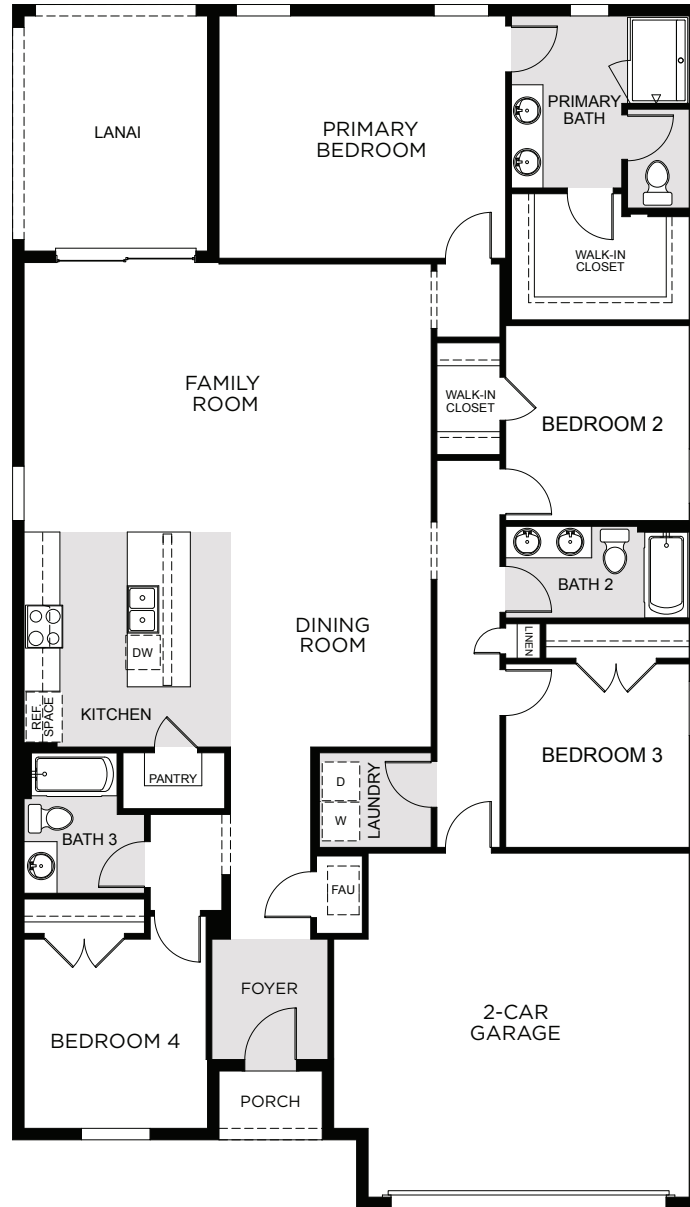 LANAI
PRIMARY
BEDROOM
PRIMARY
BATH
WALK-IN
CLOSET
FAMILY
ROOM
WALK-IN
CLOSET
BEDROOM 2
BATH 2
DINING
ROOM
DW
LINEN
REF.
SPACE
KITCHEN
PANTRY
D
W
LAUNDRY
BEDROOM 3
BATH 3
FAU
FOYER
BEDROOM 4
2-CAR
GARAGE
PORCH